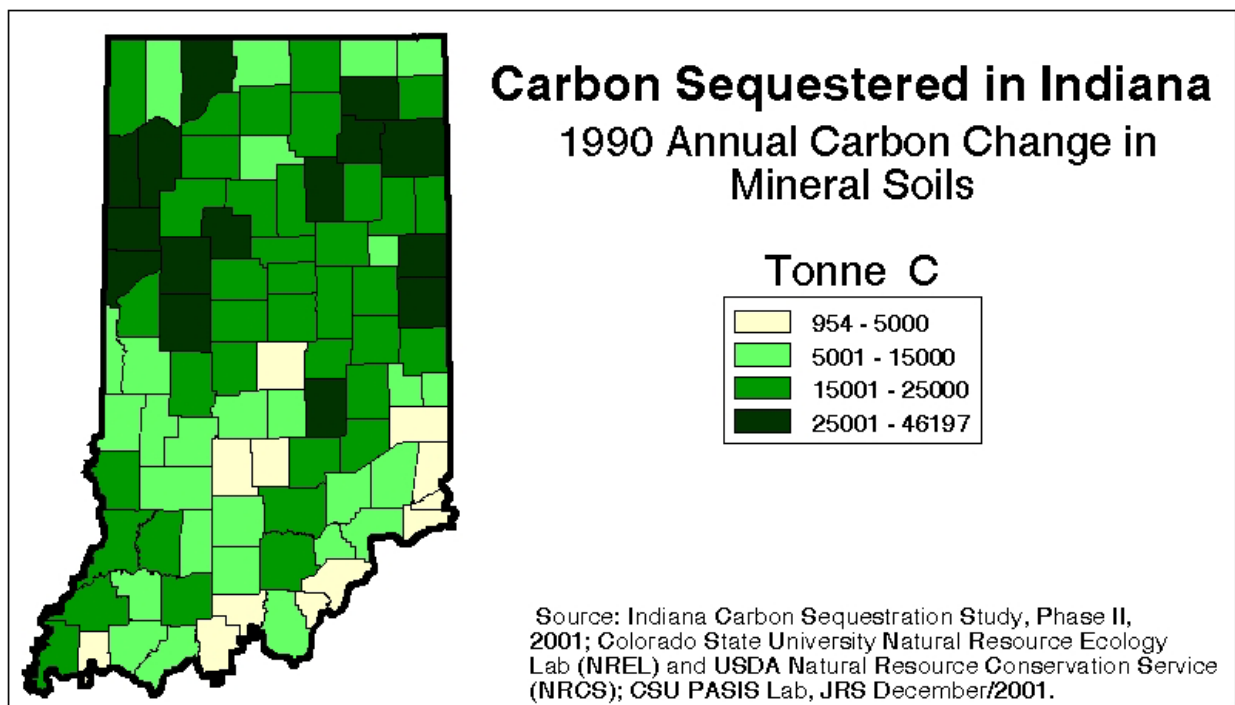 Carbon Sequestered in Indiana
1990 Annual Carbon Change in
Mineral Soils
Tonne C
954 - 5000
5001 - 15000
15001 - 25000
25001 - 46197
Source: Indiana Carbon Sequestration Study, Phase II,
2001; Colorado State University Natural Resource Ecology
Lab (NREL) and USDA Natural Resource Conservation Service
(NRCS); CSU PASIS Lab, JRS December/2001.